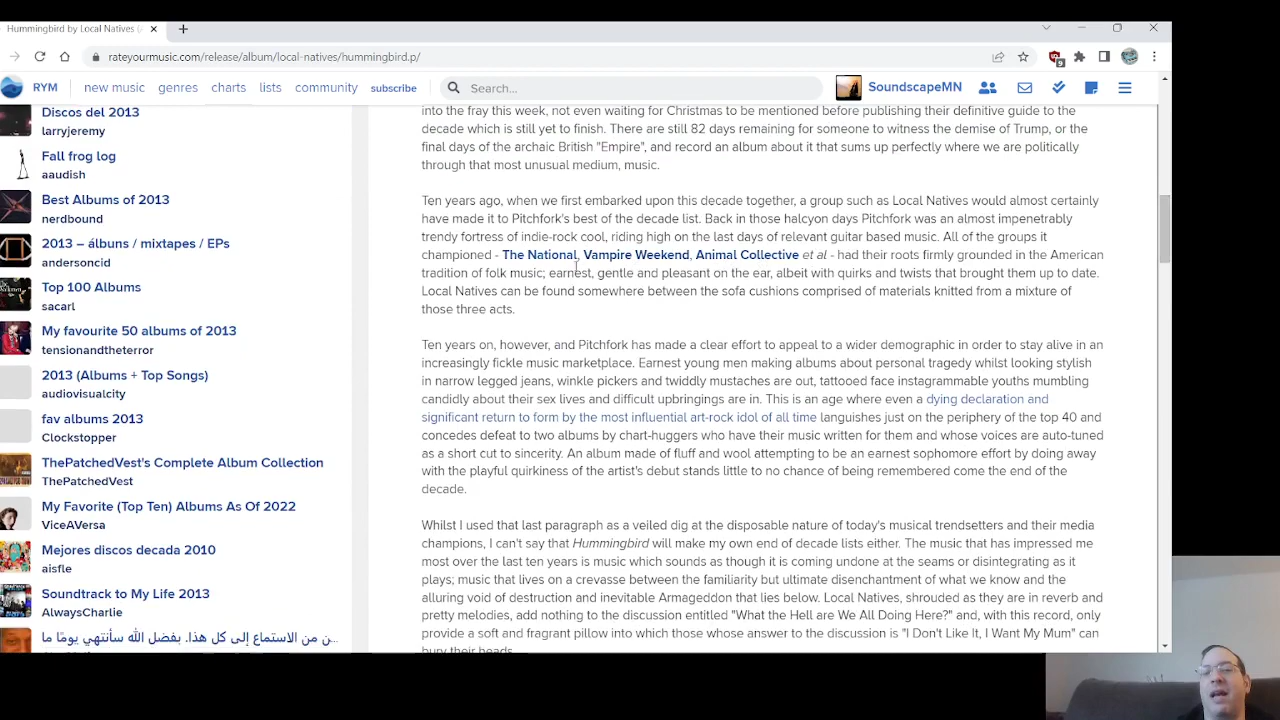 Hummingbird by Local Natives (
rateyourmusic.com/release/album/local-natives/hummingbird.p/
9
RYM
new music
genres
charts
lists
community
subscribe
Search...
SoundscapeMN
Discos del 2013
larryjeremy
Fall frog log
aaudish
Best Albums of 2013
nerdbound
2013 – álbuns / mixtapes / EPs
andersoncid
Top 100 Albums
sacarl
My favourite 50 albums of 2013
tensionandtheterror
2013 (Albums + Top Songs)
audiovisualcity
fav albums 2013
Clockstopper
ThePatchedVest's Complete Album Collection
ThePatchedVest
My Favorite (Top Ten) Albums As Of 2022
ViceAVersa
Mejores discos decada 2010
aisfle
Soundtrack to My Life 2013
AlwaysCharlie
ن من الاستماع إلى كل هذا. بفضل الله سأنتهي يومًا ما
into the fray this week, not even waiting for Christmas to be mentioned before publishing their definitive guide to the
decade which is still yet to finish. There are still 82 days remaining for someone to witness the demise of Trump, or the
final days of the archaic British "Empire", and record an album about it that sums up perfectly where we are politically
through that most unusual medium, music.
Ten years ago, when we first embarked upon this decade together, a group such as Local Natives would almost certainly
have made it to Pitchfork's best of the decade list. Back in those halcyon days Pitchfork was an almost impenetrably
trendy fortress of indie-rock cool, riding high on the last days of relevant guitar based music. All of the groups it
championed - The National, Vampire Weekend, Animal Collective et al - had their roots firmly grounded in the American
tradition of folk music; earnest, gentle and pleasant on the ear, albeit with quirks and twists that brought them up to date.
Local Natives can be found somewhere between the sofa cushions comprised of materials knitted from a mixture of
those three acts.
Ten years on, however, and Pitchfork has made a clear effort to appeal to a wider demographic in order to stay alive in an
increasingly fickle music marketplace. Earnest young men making albums about personal tragedy whilst looking stylish
in narrow legged jeans, winkle pickers and twiddly mustaches are out, tattooed face instagrammable youths mumbling
candidly about their sex lives and difficult upbringings are in. This is an age where even a dying declaration and
significant return to form by the most influential art-rock idol of all time languishes just on the periphery of the top 40 and
concedes defeat to two albums by chart-huggers who have their music written for them and whose voices are auto-tuned
as a short cut to sincerity. An album made of fluff and wool attempting to be an earnest sophomore effort by doing away
with the playful quirkiness of the artist's debut stands little to no chance of being remembered come the end of the
decade.
Whilst I used that last paragraph as a veiled dig at the disposable nature of today's musical trendsetters and their media
champions, I can't say that Hummingbird will make my own end of decade lists either. The music that has impressed me
most over the last ten years is music which sounds as though it is coming undone at the seams or disintegrating as it
plays; music that lives on a crevasse between the familiarity but ultimate disenchantment of what we know and the
alluring void of destruction and inevitable Armageddon that lies below. Local Natives, shrouded as they are in reverb and
pretty melodies, add nothing to the discussion entitled "What the Hell are We All Doing Here?" and, with this record, only
provide a soft and fragrant pillow into which those whose answer to the discussion is "I Don't Like It, I Want My Mum" can
bury their heads.